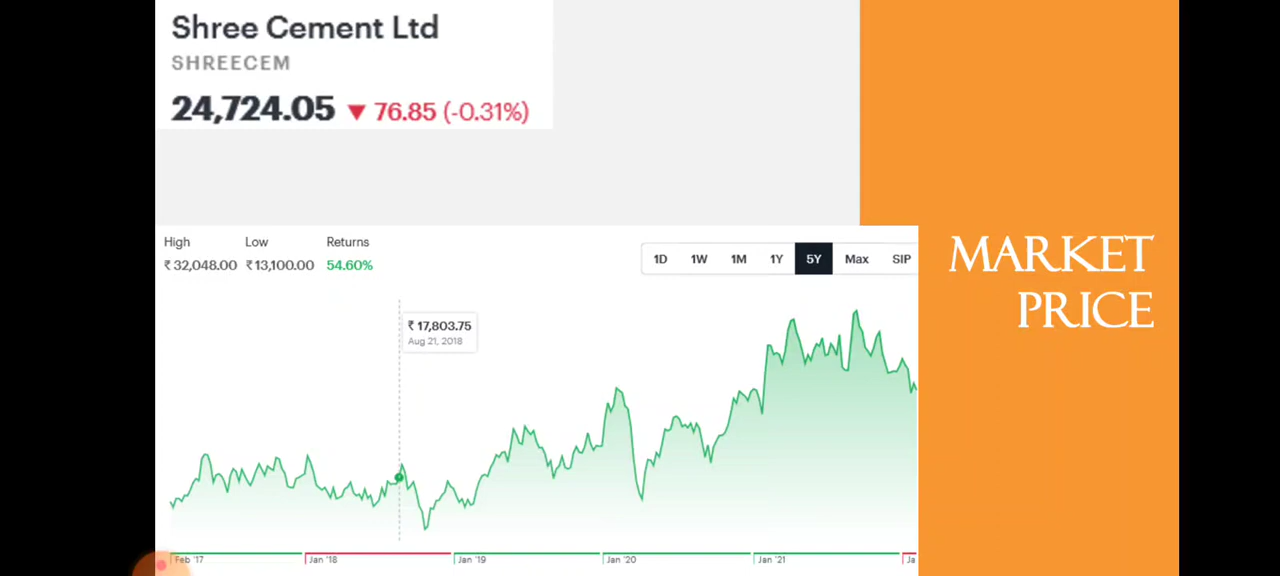 Shree Cement Ltd
SHREECEM
24,724.05 ▼ 76.85 (-0.31%)
High Low Returns
₹32,048.00 ₹13,100.00 54.60%
1D 1W 1M 1Y 5Y Max SIP
MARKET
PRICE
₹17,803.75
Aug 21, 2018
Feb '17 Jan '18 Jan '19 Jan '20 Jan '21 Ja